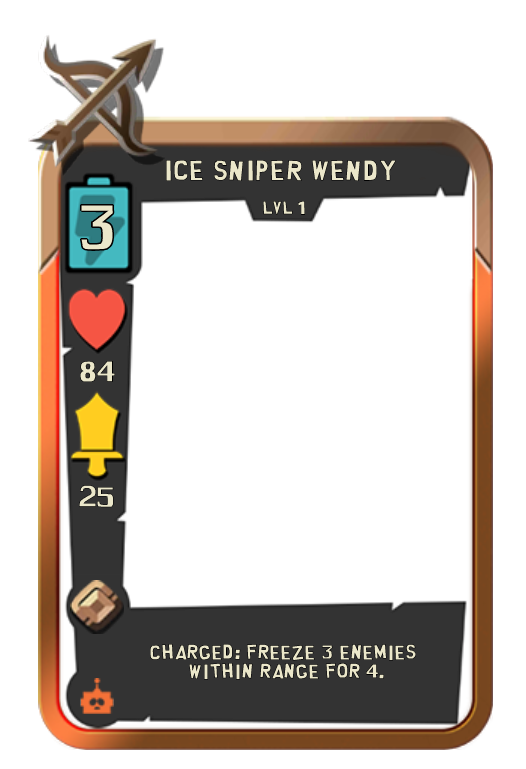 ICE SNIPER WENDY
LVL 1
3
84
25
CHARGED: FREEZE 3 ENEMIES
WITHIN RANGE FOR 4.